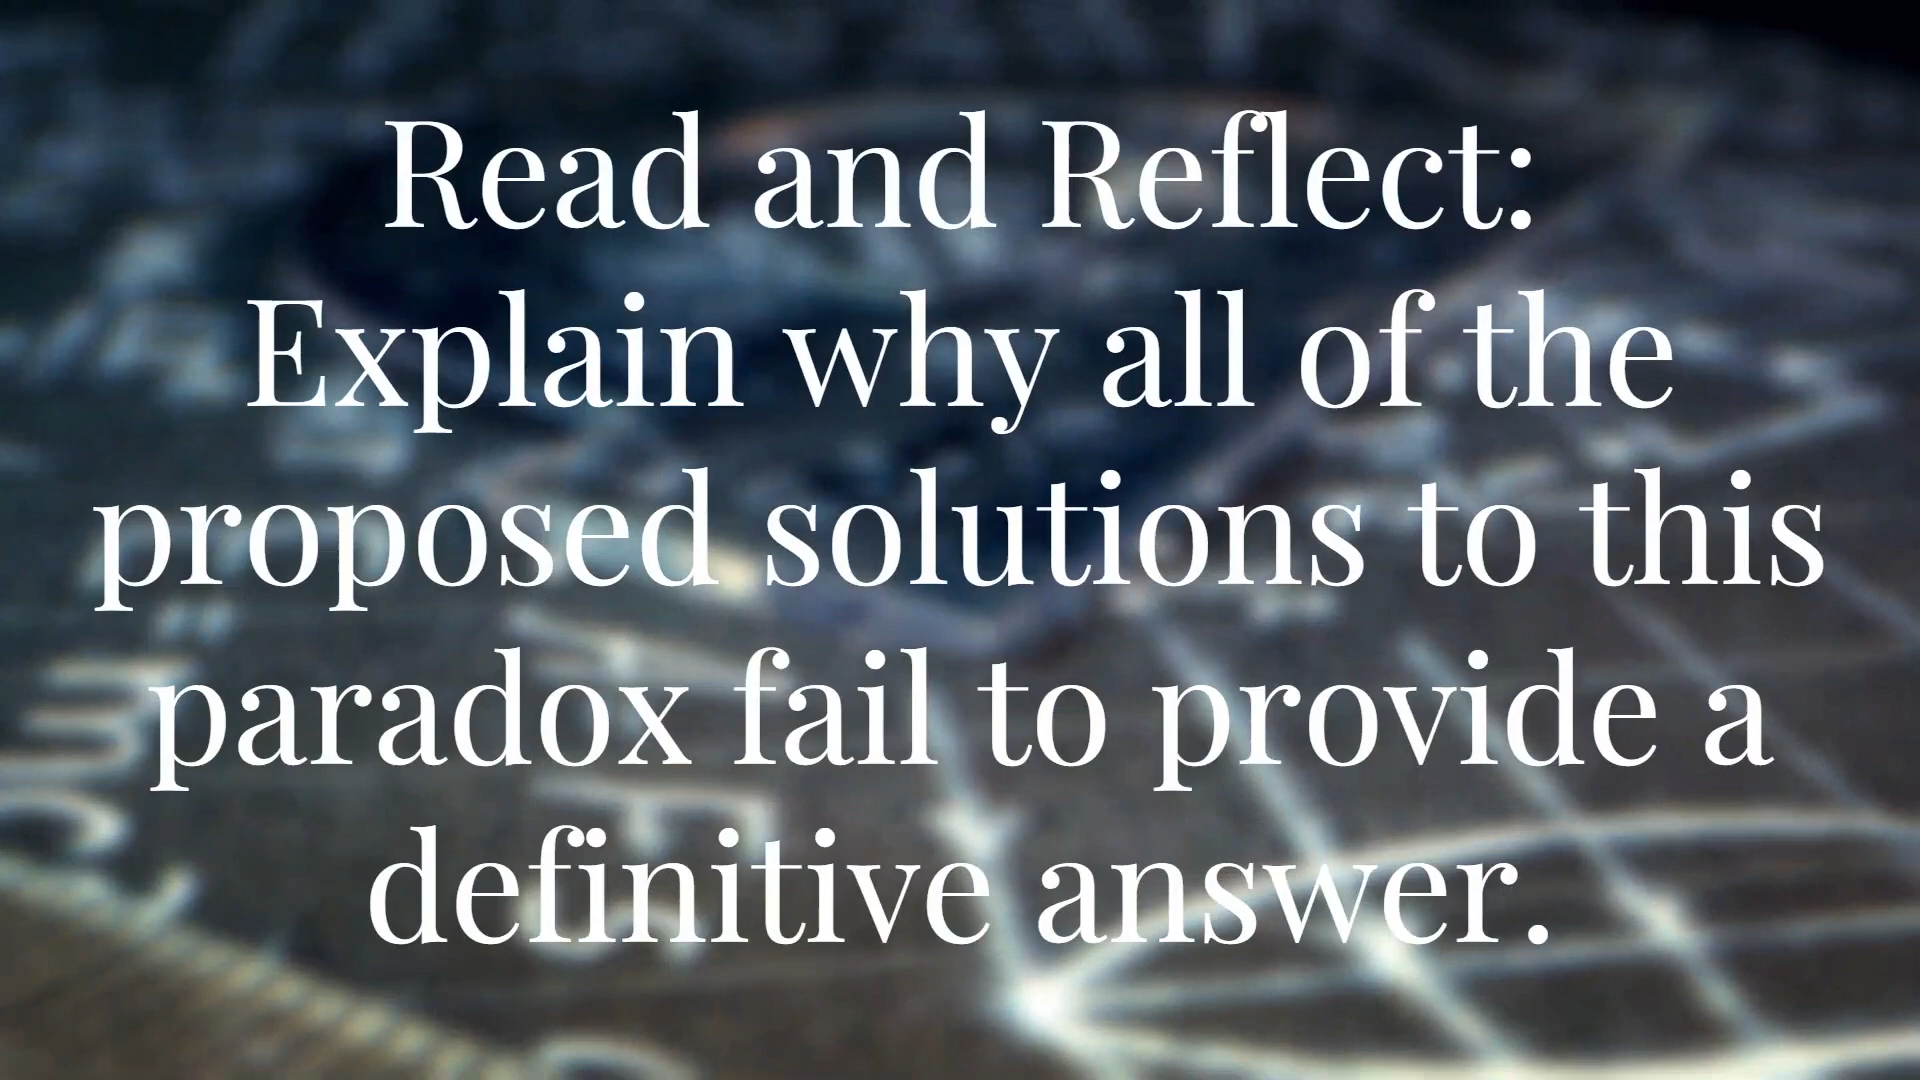 Read and Reflect:
Explain why all of the
proposed solutions to this
paradox fail to provide a
definitive answer.